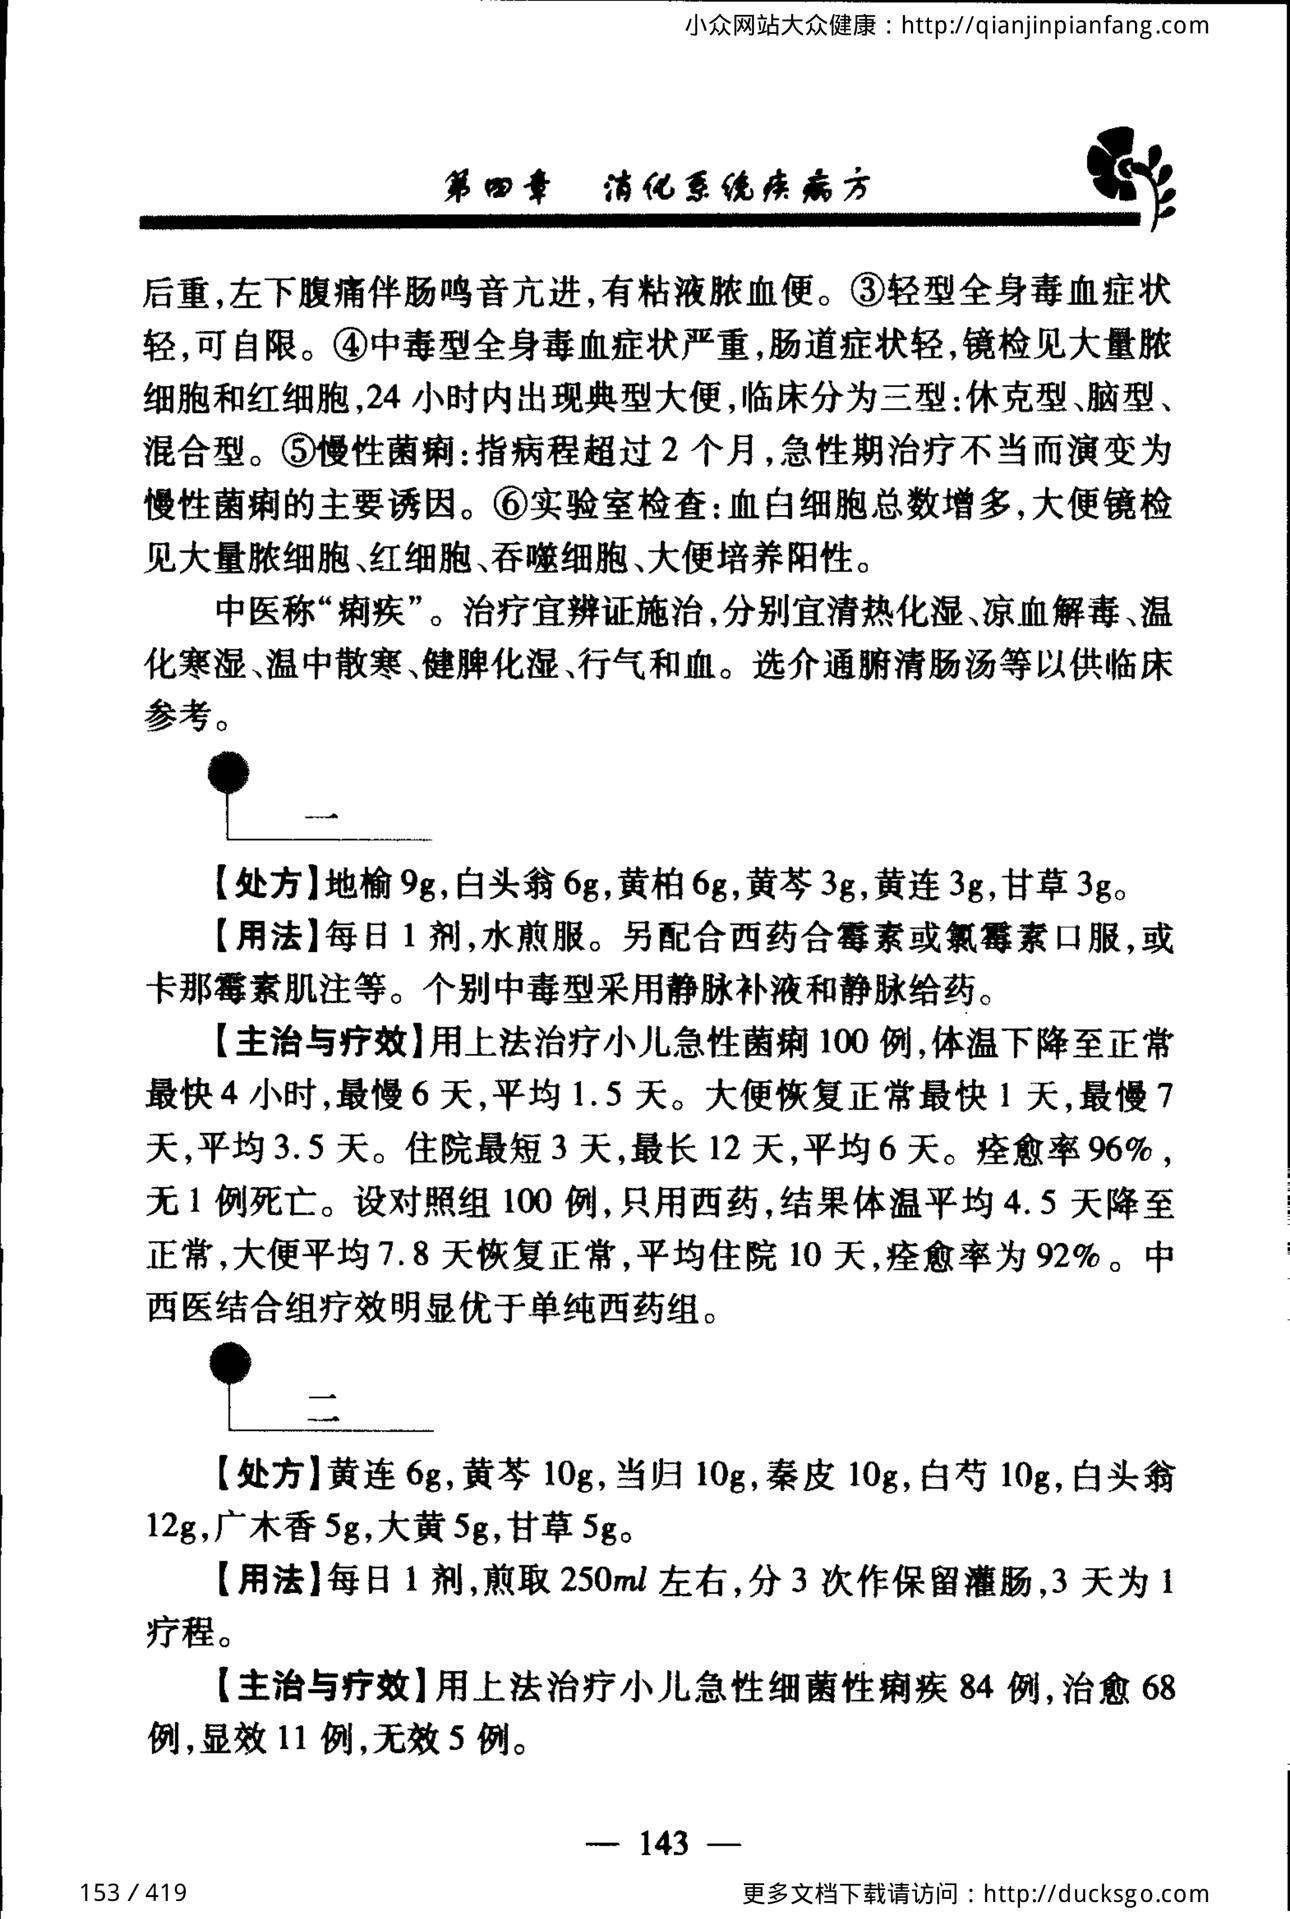 小众网站大众健康：http://qianjinpianfang.com
第四章 消化系统疾病方
后重,左下腹痛伴肠鸣音亢进,有粘液脓血便。③轻型全身毒血症状
轻,可自限。④中毒型全身毒血症状严重,肠道症状轻,镜检见大量脓
细胞和红细胞,24 小时内出现典型大便,临床分为三型:休克型、脑型、
混合型。⑤慢性菌痢:指病程超过 2 个月,急性期治疗不当而演变为
慢性菌痢的主要诱因。⑥实验室检查:血白细胞总数增多,大便镜检
见大量脓细胞、红细胞、吞噬细胞、大便培养阳性。
中医称“痢疾”。治疗宜辨证施治,分别宜清热化湿、凉血解毒、温
化寒湿、温中散寒、健脾化湿、行气和血。选介通腑清肠汤等以供临床
参考。
一
【处方】地榆 9g,白头翁 6g,黄柏 6g,黄芩 3g,黄连 3g,甘草 3g。
【用法】每日 1 剂,水煎服。另配合西药合霉素或氯霉素口服,或
卡那霉素肌注等。个别中毒型采用静脉补液和静脉给药。
【主治与疗效】用上法治疗小儿急性菌痢 100 例,体温下降至正常
最快 4 小时,最慢 6 天,平均 1.5 天。大便恢复正常最快 1 天,最慢 7
天,平均 3.5 天。住院最短 3 天,最长 12 天,平均 6 天。痊愈率 96%,
无 1 例死亡。设对照组 100 例,只用西药,结果体温平均 4.5 天降至
正常,大便平均 7.8 天恢复正常,平均住院 10 天,痊愈率为 92%。中
西医结合组疗效明显优于单纯西药组。
二
【处方】黄连 6g,黄芩 10g,当归 10g,秦皮 10g,白芍 10g,白头翁
12g,广木香 5g,大黄 5g,甘草 5g。
【用法】每日 1 剂,煎取 250ml 左右,分 3 次作保留灌肠,3 天为 1
疗程。
【主治与疗效】用上法治疗小儿急性细菌性痢疾 84 例,治愈 68
例,显效 11 例,无效 5 例。
— 143 —
153 / 419
更多文档下载请访问：http://ducksgo.com